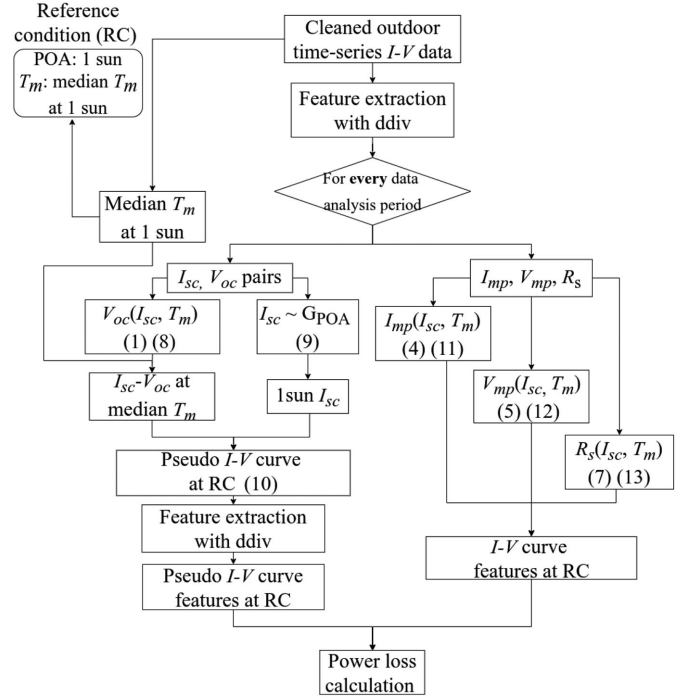 Reference
condition (RC)
POA: 1 sun
Tm: median Tm
at 1 sun
Cleaned outdoor
time-series I-V data
Feature extraction
with ddiv
For every data
analysis period
Median Tm
at 1 sun
Isc, Voc pairs
Imp, Vmp, Rs
Voc(Isc, Tm)
(1) (8)
Isc ~ GPOA
(9)
Imp(Isc, Tm)
(4) (11)
Isc-Voc at
median Tm
1sun Isc
Vmp(Isc, Tm)
(5) (12)
Rs(Isc, Tm)
(7) (13)
Pseudo I-V curve
at RC (10)
Feature extraction
with ddiv
I-V curve
features at RC
Pseudo I-V curve
features at RC
Power loss
calculation